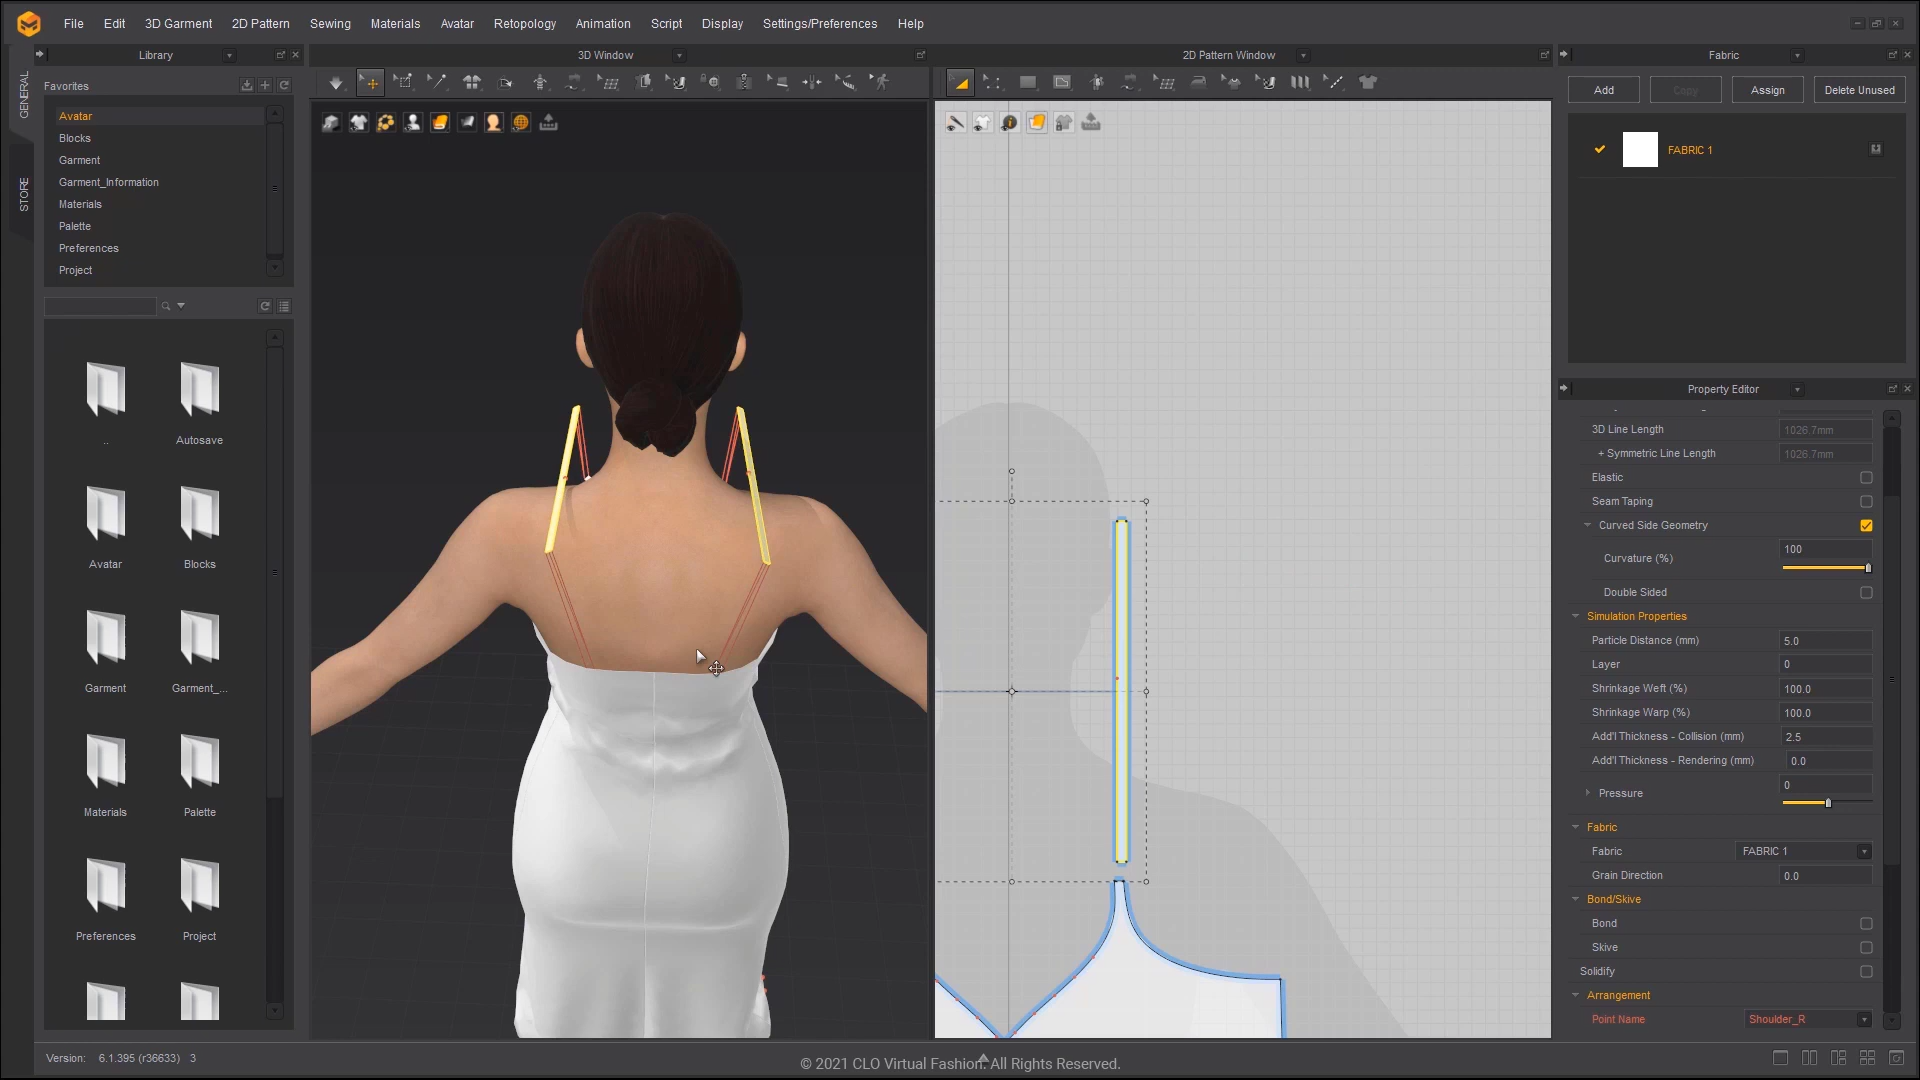 File Edit 3D Garment 2D Pattern Sewing Materials Avatar Retopology Animation Script Display Settings/Preferences Help
Library
3D Window
2D Pattern Window
Fabric
GENERAL
STORE
Favorites
Avatar
Blocks
Garment
Garment_Information
Materials
Palette
Preferences
Project
..
Autosave
Avatar
Blocks
Garment
Garment_...
Materials
Palette
Preferences
Project
Add
Copy
Assign
Delete Unused
FABRIC 1
Property Editor
3D Line Length 1026.7mm
+ Symmetric Line Length 1026.7mm
Elastic
Seam Taping
Curved Side Geometry
Curvature (%) 100
Double Sided
Simulation Properties
Particle Distance (mm) 5.0
Layer 0
Shrinkage Weft (%) 100.0
Shrinkage Warp (%) 100.0
Add'l Thickness - Collision (mm) 2.5
Add'l Thickness - Rendering (mm) 0.0
Pressure 0
Fabric
Fabric FABRIC 1
Grain Direction 0.0
Bond/Skive
Bond
Skive
Solidify
Arrangement
Point Name Shoulder_R
Version: 6.1.395 (r36633) 3
© 2021 CLO Virtual Fashion. All Rights Reserved.